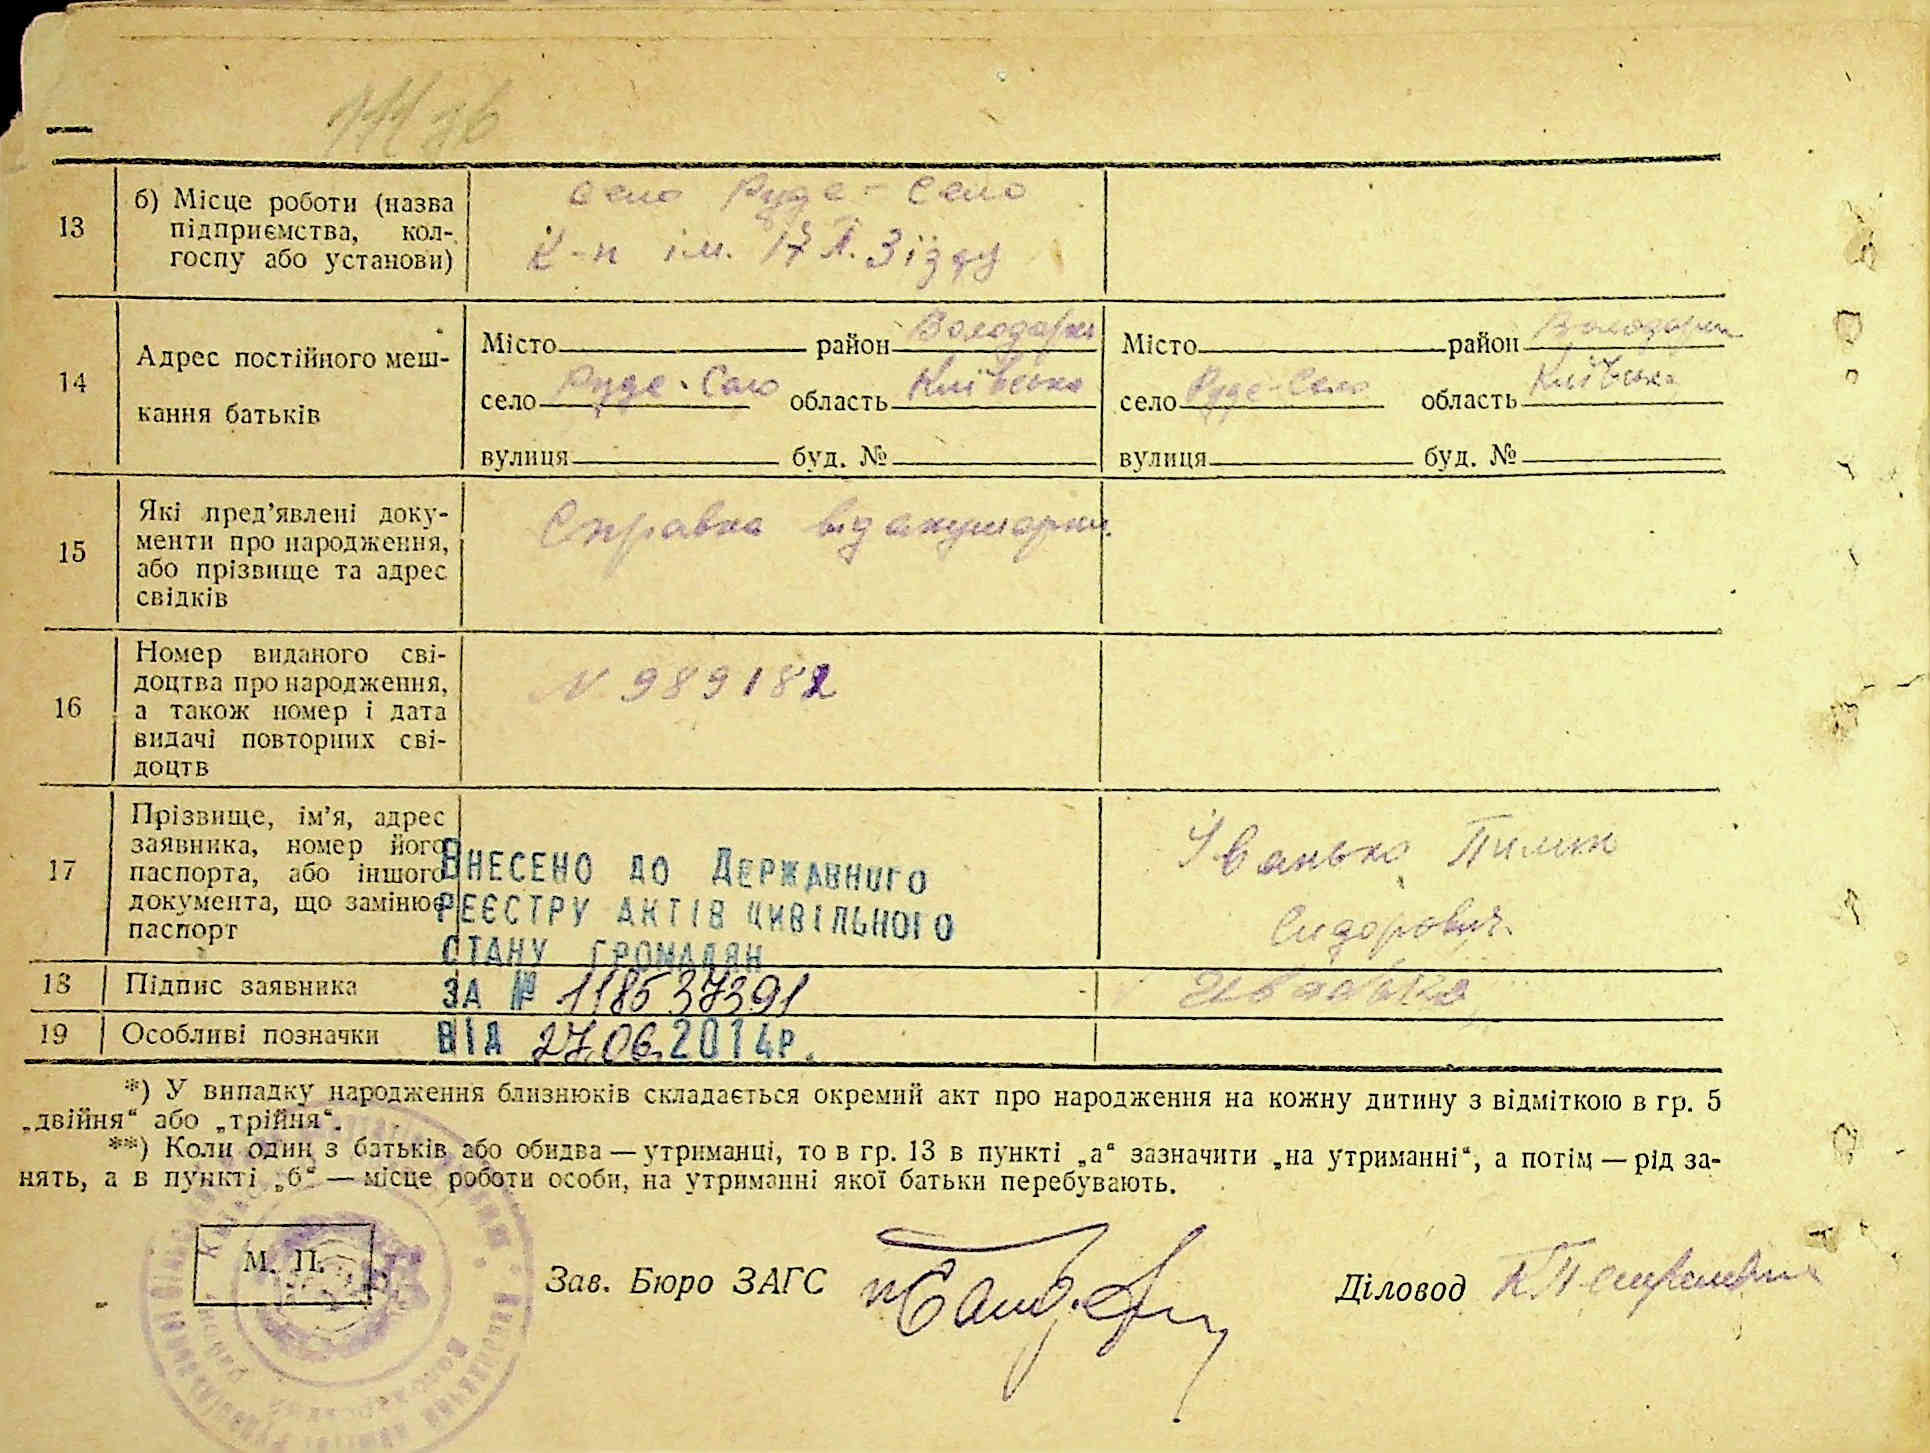 13
б) Місце роботи (назва
підприємства, кол-
госпу або установи)
село Руде-Село
К-п ім. 17 П. Зїзду
14
Адрес постійного меш-
кання батьків
Місто район Володарки
село Руде-Село область Київська
вулиця буд. №
Місто район Володарки
село Руде-Село область Київська
вулиця буд. №
15
Які пред'явлені доку-
менти про народження,
або прізвище та адрес
свідків
Справка від акушорки.
16
Номер виданого сві-
доцтва про народження,
а також номер і дата
видачі повторних сві-
доцтв
N 989182
17
Прізвище, ім'я, адрес
заявника, номер його
паспорта, або іншого
документа, що замінює
паспорт
Іванько Пилип
Сидорович.
ВНЕСЕНО ДО ДЕРЖАВНОГО
РЕЄСТРУ АКТІВ ЦИВІЛЬНОГО
СТАНУ ГРОМАДЯН
ЗА № 118537391
ВІД 27.06.2014р.
18
Підпис заявника
19
Особливі позначки
*) У випадку народження близнюків складається окремий акт про народження на кожну дитину з відміткою в гр. 5
„двійня“ або „трійня“.
**) Коли один з батьків або обидва — утриманці, то в гр. 13 в пункті „а“ зазначити „на утриманні“, а потім — рід за-
нять, а в пункті „б“ — місце роботи особи, на утриманні якої батьки перебувають.
М. П.
Зав. Бюро ЗАГС
Діловод